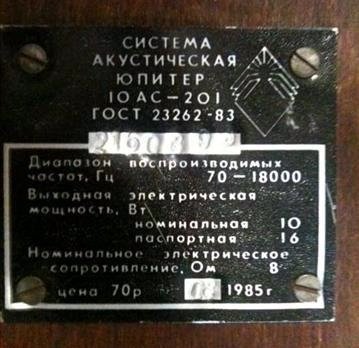 СИСТЕМА
АКУСТИЧЕСКАЯ
ЮПИТЕР
10АС-201
ГОСТ 23262-83
Диапазон воспроизводимых
частот, Гц 70-18000
Выходная электрическая
мощность, Вт
номинальная 10
паспортная 16
Номинальное электрическое
сопротивление, Ом 8
цена 70р 1985г